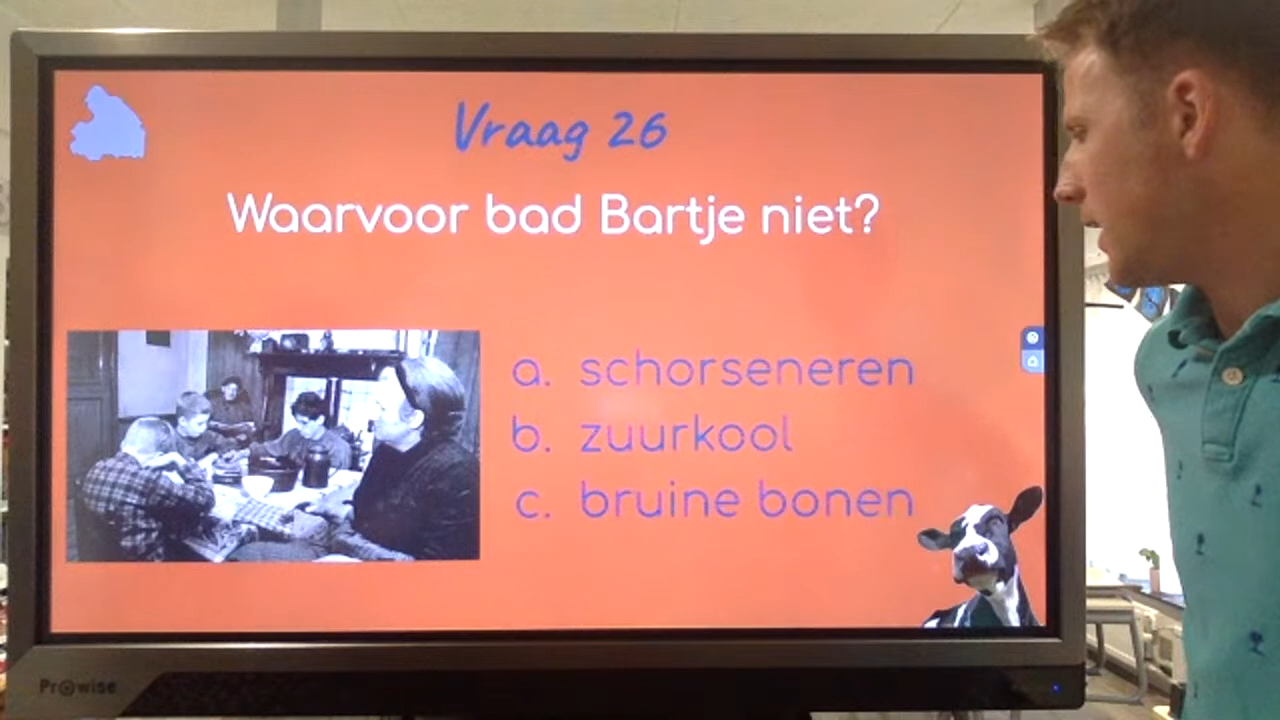 Vraag 26
Waarvoor bad Bartje niet?
a. schorseneren
b. zuurkool
c. bruine bonen
Prowise